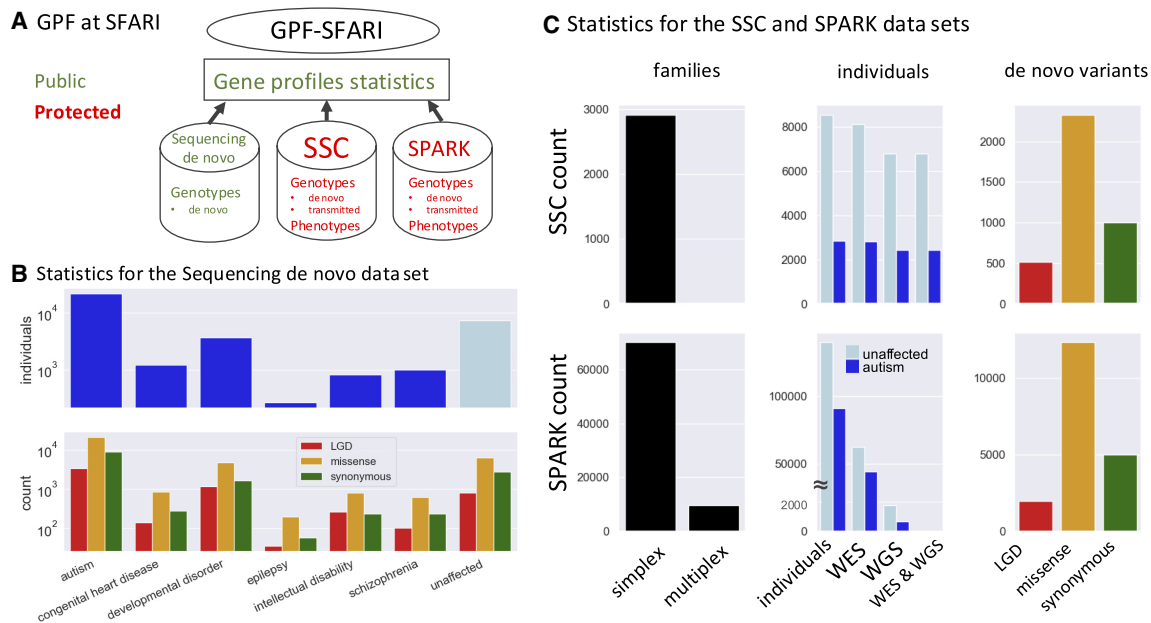 A GPF at SFARI
GPF-SFARI
Public
Protected
Gene profiles statistics
Sequencing
de novo
Genotypes
• de novo
SSC
Genotypes
• de novo
• transmitted
Phenotypes
SPARK
Genotypes
• de novo
• transmitted
Phenotypes
B Statistics for the Sequencing de novo data set
individuals
10^4
10^3
count
10^4
10^3
10^2
LGD
missense
synonymous
autism
congenital heart disease
developmental disorder
epilepsy
intellectual disability
schizophrenia
unaffected
C Statistics for the SSC and SPARK data sets
families
individuals
de novo variants
SSC count
3000
2000
1000
0
8000
6000
4000
2000
0
2000
1500
1000
500
0
SPARK count
60000
40000
20000
0
simplex
multiplex
100000
50000
≈
2000
0
unaffected
autism
individuals
WES
WGS
WES & WGS
10000
5000
0
LGD
missense
synonymous